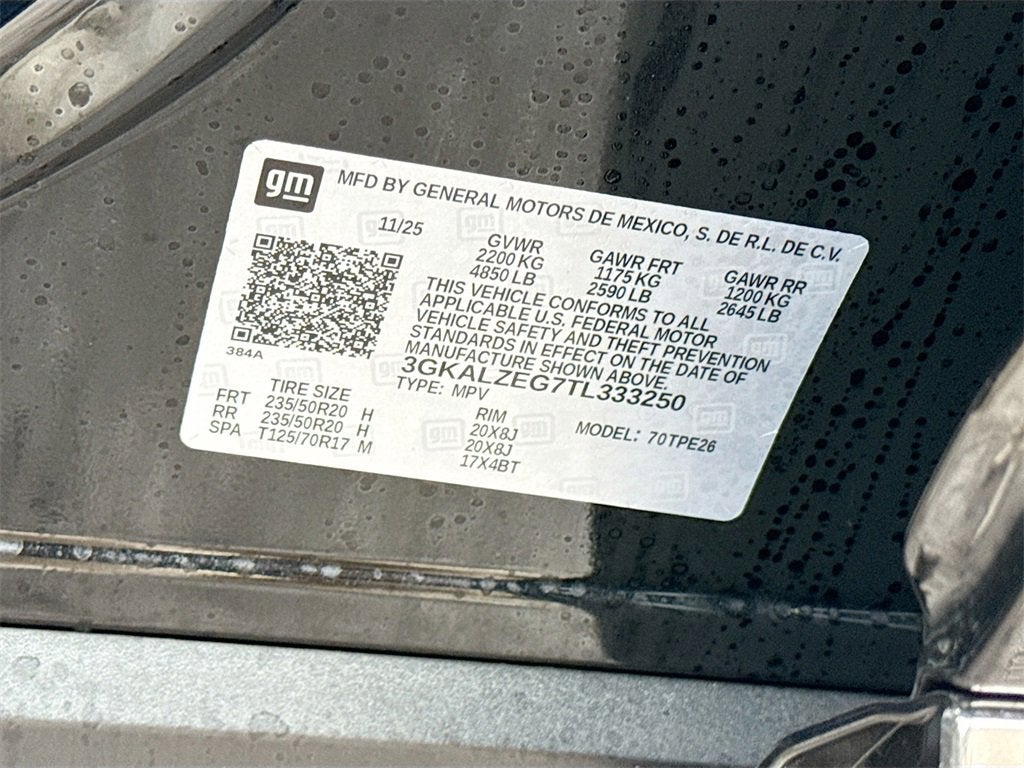 gm MFD BY GENERAL MOTORS DE MEXICO, S. DE R.L. DE C.V.
11/25
GVWR GAWR FRT GAWR RR
2200 KG 1175 KG 1200 KG
4850 LB 2590 LB 2645 LB
THIS VEHICLE CONFORMS TO ALL
APPLICABLE U.S. FEDERAL MOTOR
VEHICLE SAFETY AND THEFT PREVENTION
STANDARDS IN EFFECT ON THE DATE OF
MANUFACTURE SHOWN ABOVE.
384A
3GKALZEG7TL333250
TYPE: MPV
MODEL: 70TPE26
TIRE SIZE RIM
FRT 235/50R20 H 20X8J
RR 235/50R20 H 20X8J
SPA T125/70R17 M 17X4BT